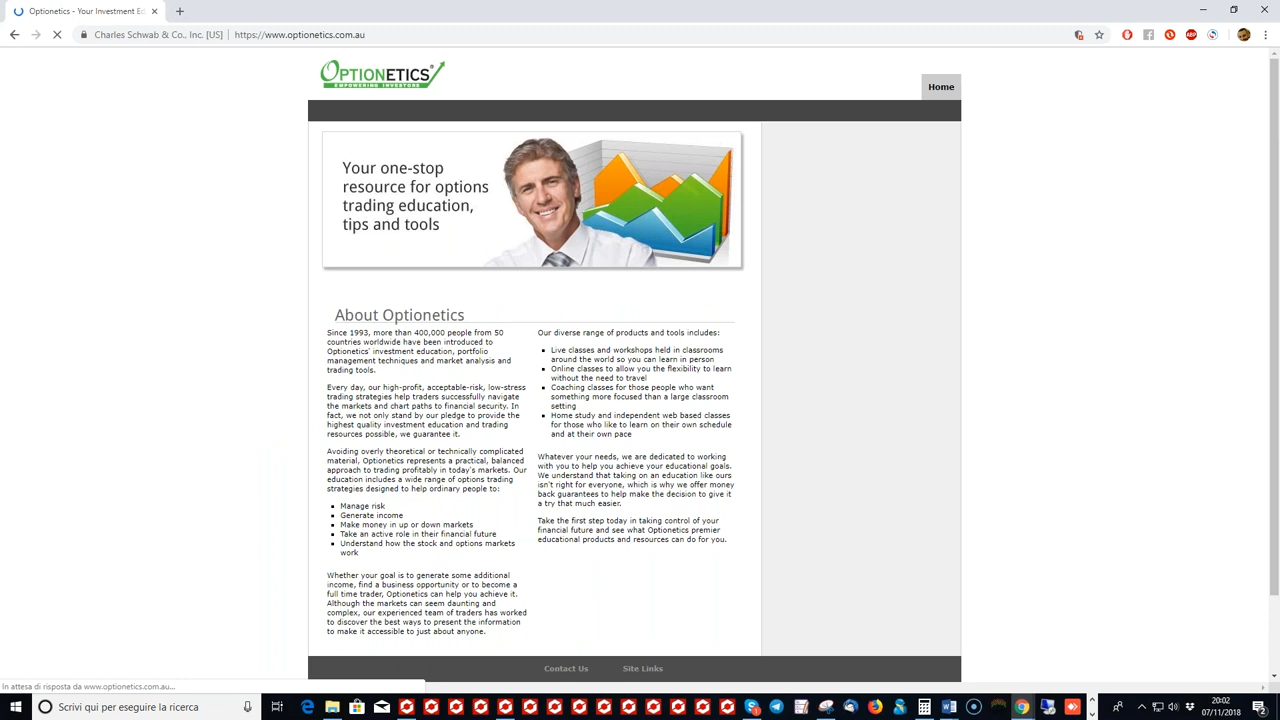 Optionetics - Your Investment Ed
Charles Schwab & Co., Inc. [US] https://www.optionetics.com.au
OPTIONETICS®
EMPOWERING INVESTORS
Home
Your one-stop
resource for options
trading education,
tips and tools
About Optionetics
Since 1993, more than 400,000 people from 50
countries worldwide have been introduced to
Optionetics' investment education, portfolio
management techniques and market analysis and
trading tools.
Every day, our high-profit, acceptable-risk, low-stress
trading strategies help traders successfully navigate
the markets and chart paths to financial security. In
fact, we not only stand by our pledge to provide the
highest quality investment education and trading
resources possible, we guarantee it.
Avoiding overly theoretical or technically complicated
material, Optionetics represents a practical, balanced
approach to trading profitably in today's markets. Our
education includes a wide range of options trading
strategies designed to help ordinary people to:
Manage risk
Generate income
Make money in up or down markets
Take an active role in their financial future
Understand how the stock and options markets
work
Whether your goal is to generate some additional
income, find a business opportunity or to become a
full time trader, Optionetics can help you achieve it.
Although the markets can seem daunting and
complex, our experienced team of traders has worked
to discover the best ways to present the information
to make it accessible to just about anyone.
Our diverse range of products and tools includes:
Live classes and workshops held in classrooms
around the world so you can learn in person
Online classes to allow you the flexibility to learn
without the need to travel
Coaching classes for those people who want
something more focused than a large classroom
setting
Home study and independent web based classes
for those who like to learn on their own schedule
and at their own pace
Whatever your needs, we are dedicated to working
with you to help you achieve your educational goals.
We understand that taking on an education like ours
isn't right for everyone, which is why we offer money
back guarantees to help make the decision to give it
a try that much easier.
Take the first step today in taking control of your
financial future and see what Optionetics premier
educational products and resources can do for you.
Contact Us Site Links
In attesa di risposta da www.optionetics.com.au...
Scrivi qui per eseguire la ricerca
20:02
07/11/2018